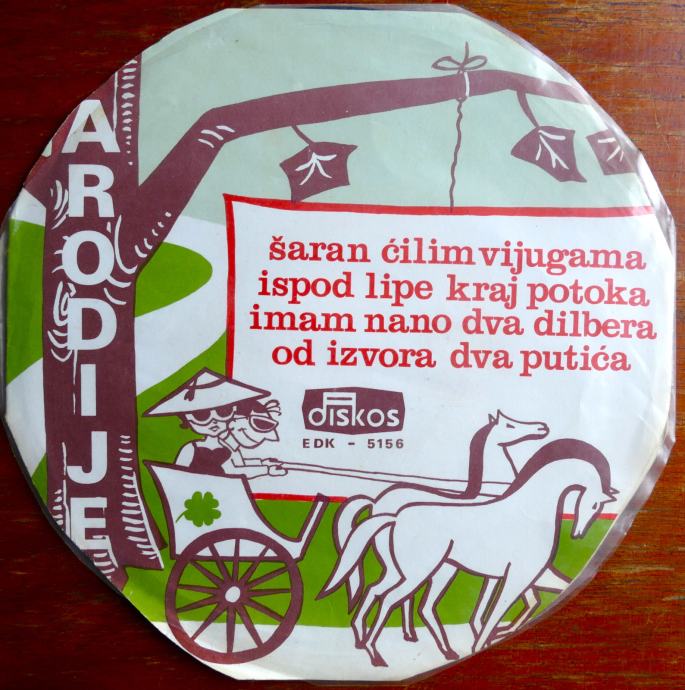 ARODIJE
šaran ćilim vijugama
ispod lipe kraj potoka
imam nano dva dilbera
od izvora dva putića
diskos
EDK - 5156